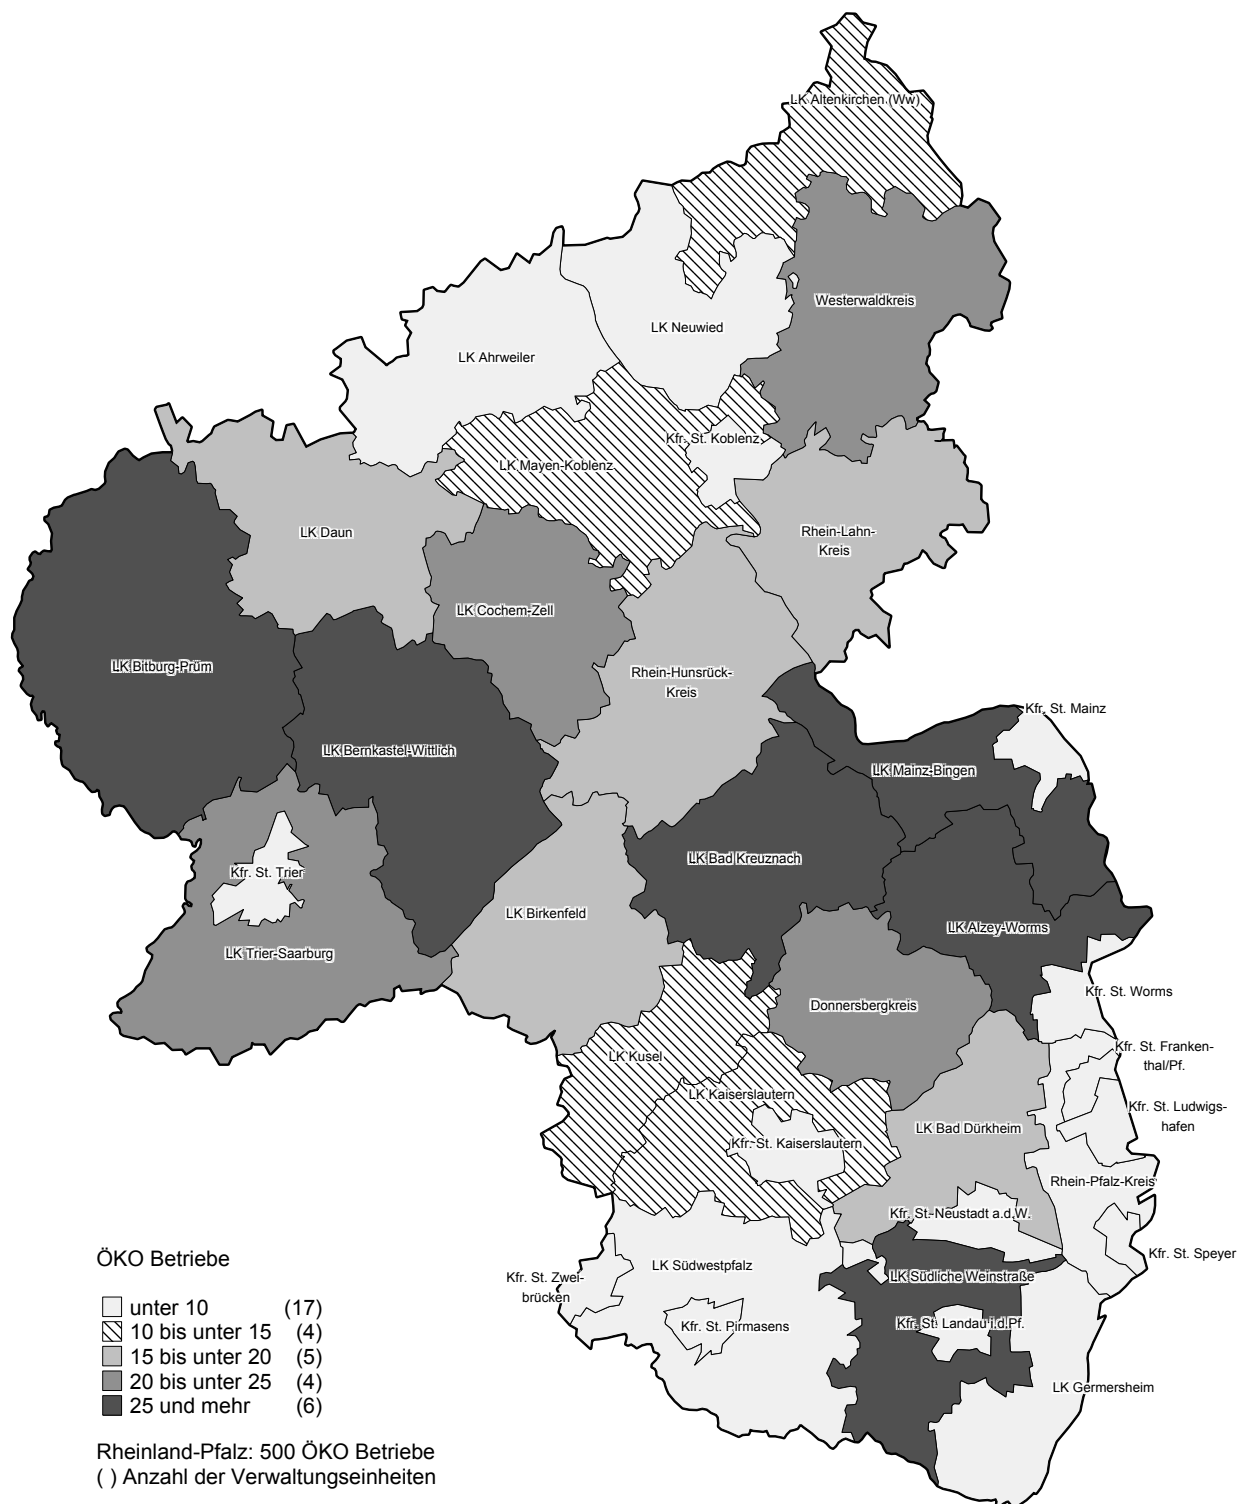 LK Altenkirchen (Ww)
Westerwaldkreis
LK Neuwied
LK Ahrweiler
Kfr. St. Koblenz
LK Mayen-Koblenz
LK Daun
Rhein-Lahn-
Kreis
LK Cochem-Zell
LK Bitburg-Prüm
Rhein-Hunsrück-
Kreis
Kfr. St. Mainz
LK Bernkastel-Wittlich
LK Mainz-Bingen
LK Bad Kreuznach
Kfr. St. Trier
LK Birkenfeld
LK Alzey-Worms
LK Trier-Saarburg
Kfr. St. Worms
Donnersbergkreis
Kfr. St. Franken-
thal/Pf.
LK Kusel
LK Kaiserslautern
Kfr. St. Ludwigs-
hafen
LK Bad Dürkheim
Kfr. St. Kaiserslautern
Rhein-Pfalz-Kreis
Kfr. St. Neustadt a.d.W.
Kfr. St. Speyer
LK Südwestpfalz
LK Südliche Weinstraße
Kfr. St. Zwei-
brücken
Kfr. St. Landau i.d.Pf.
Kfr. St. Pirmasens
LK Germersheim
ÖKO Betriebe
unter 10 (17)
10 bis unter 15 (4)
15 bis unter 20 (5)
20 bis unter 25 (4)
25 und mehr (6)
Rheinland-Pfalz: 500 ÖKO Betriebe
( ) Anzahl der Verwaltungseinheiten